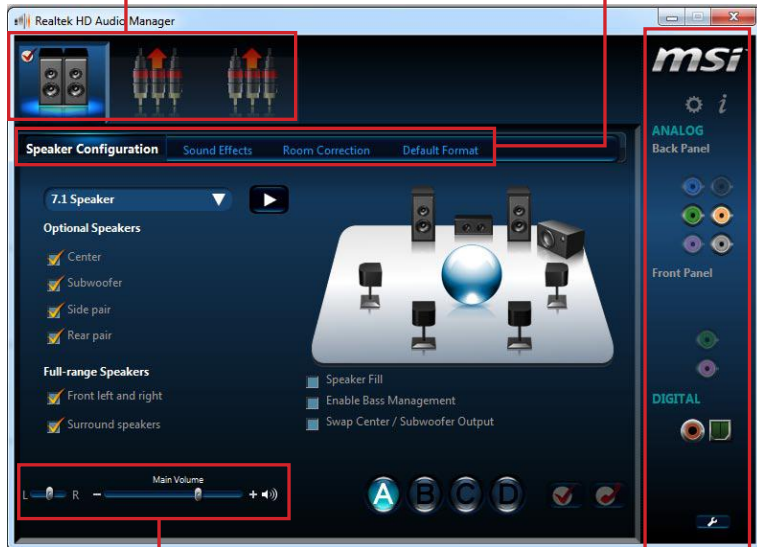 Realtek HD Audio Manager
msi
i
ANALOG
Back Panel
Speaker Configuration Sound Effects Room Correction Default Format
7.1 Speaker
Optional Speakers
Center
Subwoofer
Side pair
Rear pair
Front Panel
Full-range Speakers
Front left and right
Surround speakers
Speaker Fill
Enable Bass Management
Swap Center / Subwoofer Output
DIGITAL
Main Volume
L R - +
A B C D